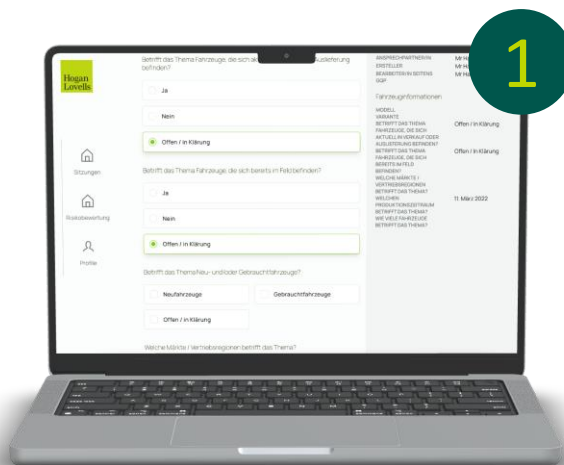 1
Hogan
Lovells
Sitzungen
Risikobewertung
Profile
Betrifft das Thema Fahrzeuge, die sich Auslieferung
befinden?
Ja
Nein
Offen / in Klärung
Betrifft das Thema Fahrzeuge, die sich bereits in Feld befinden?
Ja
Nein
Offen / in Klärung
Betrifft das Thema Neu- und/oder Gebrauchtfahrzeuge?
Neufahrzeuge
Gebrauchtfahrzeuge
Offen / in Klärung
Welche Märkte / Vertriebsregionen betrifft das Thema?
ANSPRECHPARTNER/IN
ERSTELLER
BEARBEITER/IN SEITENS
GGP
Fahrzeuginformationen
MODELL
VARIANTE
BETRIFFT DAS THEMA
FAHRZEUGE, DIE SICH
AKTUELL IN VERKAUF ODER
AUSLIEFERUNG BEFINDEN?
Offen / in Klärung
BETRIFFT DAS THEMA
FAHRZEUGE, DIE SICH
BEREITS IM FELD
BEFINDEN?
Offen / in Klärung
WELCHE MÄRKTE /
VERTRIEBSREGIONEN
BETRIFFT DAS THEMA?
WELCHEN
PRODUKTIONSZEITRAUM
BETRIFFT DAS THEMA?
11. März 2022
WIE VIELE FAHRZEUGE
BETRIFFT DAS THEMA?